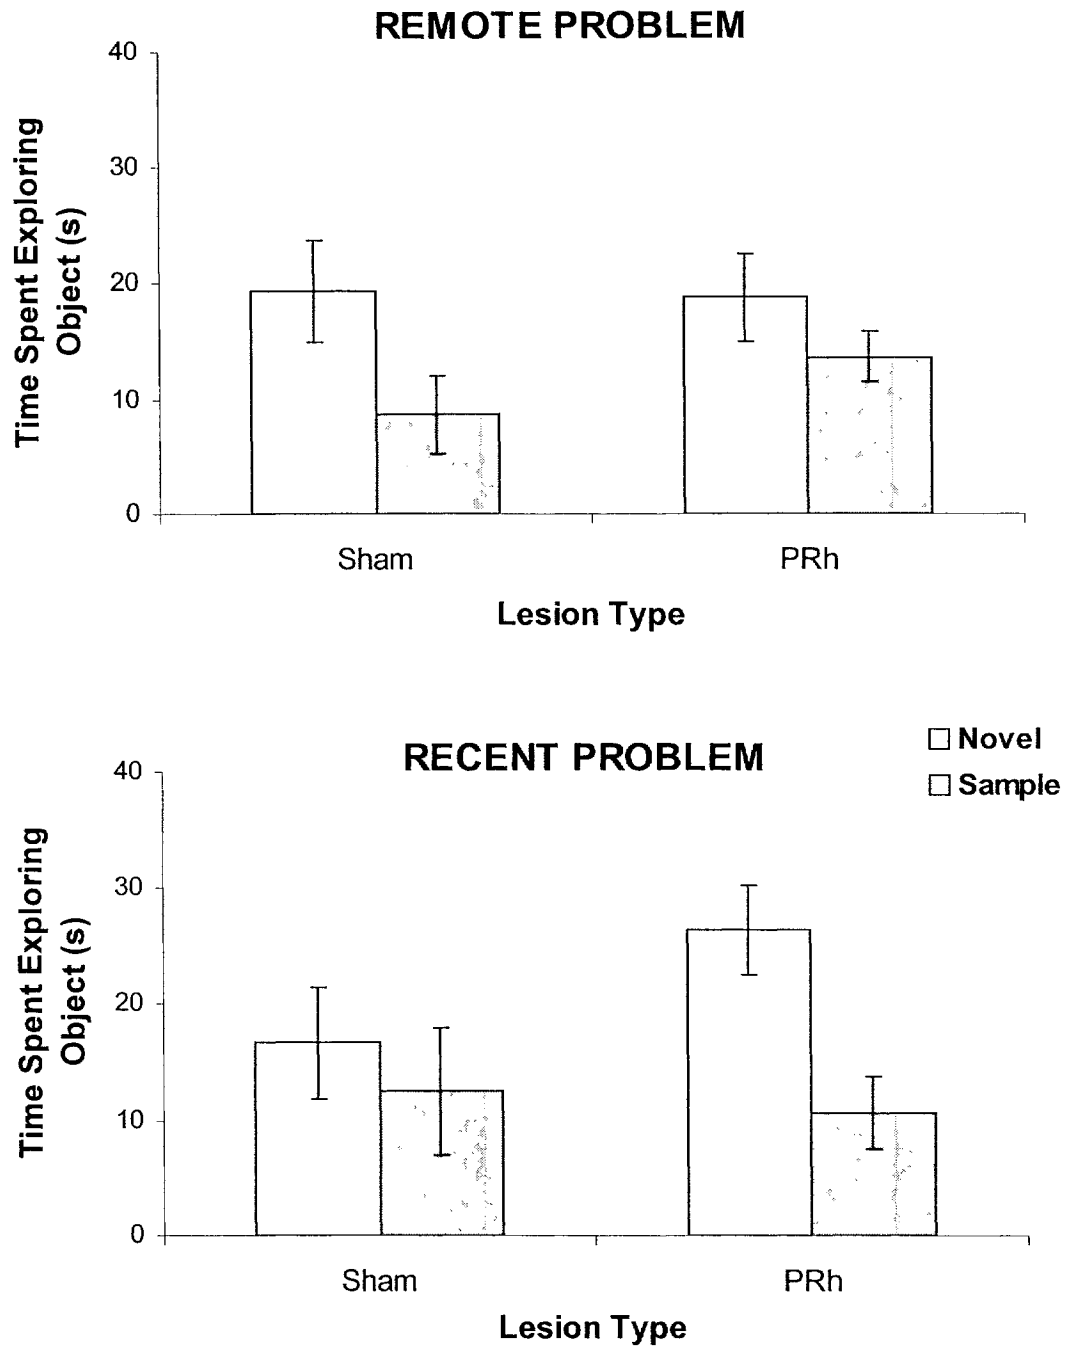 REMOTE PROBLEM
40
30
20
10
0
Time Spent Exploring
Object (s)
Sham
PRh
Lesion Type
RECENT PROBLEM
Novel
Sample
40
30
20
10
0
Time Spent Exploring
Object (s)
Sham
PRh
Lesion Type